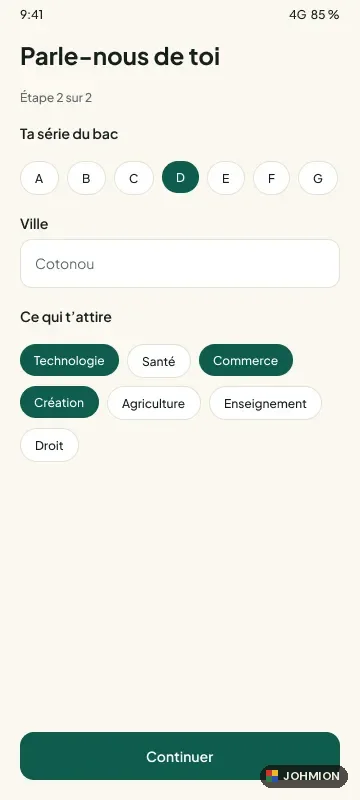 9:41 4G 85 %
Parle-nous de toi
Étape 2 sur 2
Ta série du bac
A B C D E F G
Ville
Cotonou
Ce qui t’attire
Technologie Santé Commerce
Création Agriculture Enseignement
Droit
Continuer
JOHMION